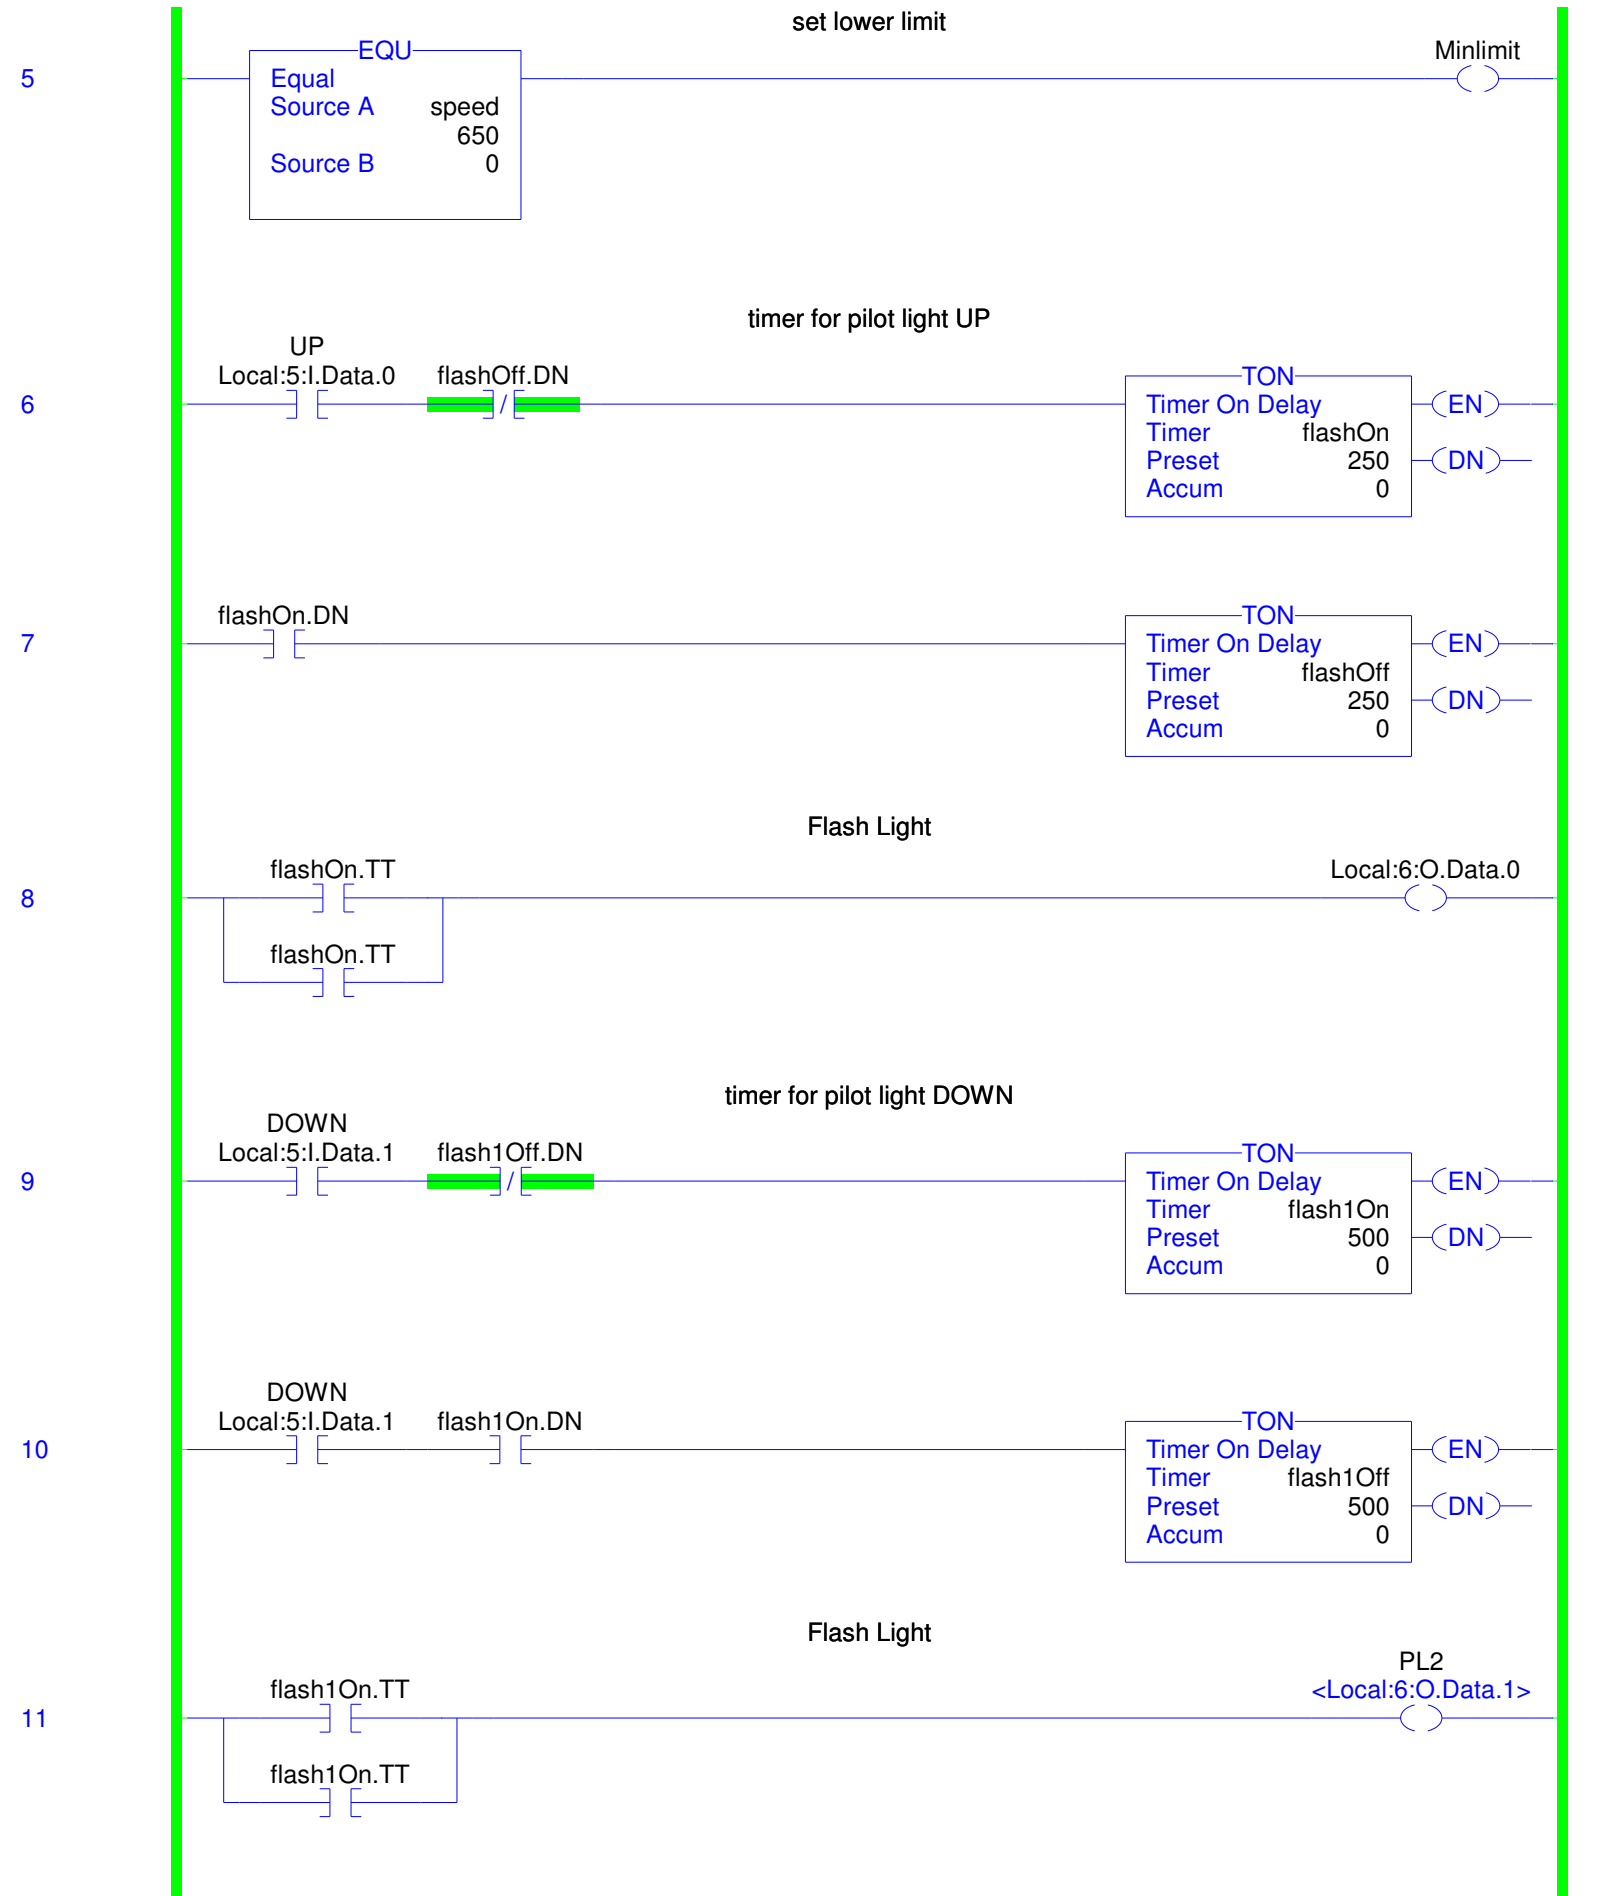 set lower limit
EQU
Minlimit
5
Equal
Source A speed
650
Source B 0
timer for pilot light UP
UP
Local:5:I.Data.0 flashOff.DN
TON
6
/
Timer On Delay
EN
Timer flashOn
Preset 250
DN
Accum 0
flashOn.DN
TON
7
Timer On Delay
EN
Timer flashOff
Preset 250
DN
Accum 0
Flash Light
flashOn.TT
Local:6:O.Data.0
8
flashOn.TT
timer for pilot light DOWN
DOWN
Local:5:I.Data.1 flash1Off.DN
TON
9
/
Timer On Delay
EN
Timer flash1On
Preset 500
DN
Accum 0
DOWN
Local:5:I.Data.1 flash1On.DN
TON
10
Timer On Delay
EN
Timer flash1Off
Preset 500
DN
Accum 0
Flash Light
PL2
flash1On.TT
<Local:6:O.Data.1>
11
flash1On.TT